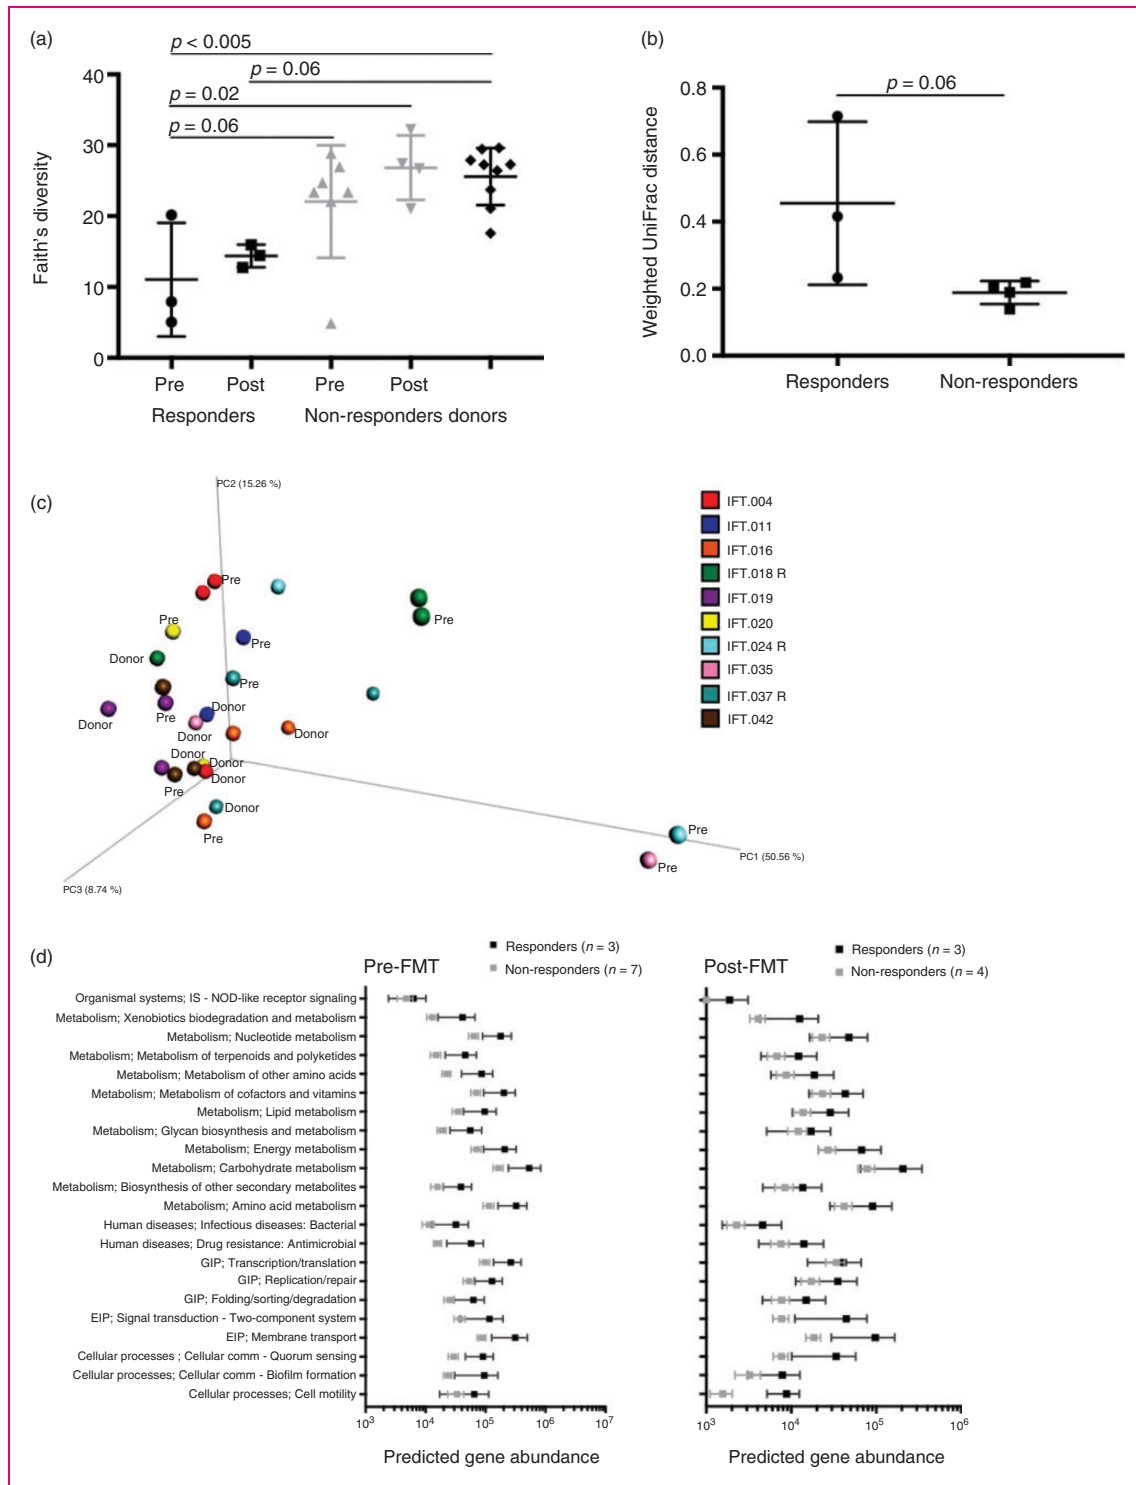 (a)
p < 0.005
p = 0.06
p = 0.02
p = 0.06
40
30
20
10
0
Faith's diversity
Pre
Post
Pre
Post
Responders
Non-responders donors
(b)
p = 0.06
0.8
0.6
0.4
0.2
0.0
Weighted UniFrac distance
Responders
Non-responders
(c)
PC2 (15.26 %)
Pre
Pre
Pre
Pre
Donor
Pre
Donor
Pre
Donor
Donor
Donor
Donor
Donor
Donor
Pre
Donor
Pre
Pre
Pre
PC1 (50.56 %)
PC3 (8.74 %)
IFT.004
IFT.011
IFT.016
IFT.018 R
IFT.019
IFT.020
IFT.024 R
IFT.035
IFT.037 R
IFT.042
(d)
Pre-FMT
Responders (n = 3)
Non-responders (n = 7)
Post-FMT
Responders (n = 3)
Non-responders (n = 4)
Organismal systems; IS - NOD-like receptor signaling
Metabolism; Xenobiotics biodegradation and metabolism
Metabolism; Nucleotide metabolism
Metabolism; Metabolism of terpenoids and polyketides
Metabolism; Metabolism of other amino acids
Metabolism; Metabolism of cofactors and vitamins
Metabolism; Lipid metabolism
Metabolism; Glycan biosynthesis and metabolism
Metabolism; Energy metabolism
Metabolism; Carbohydrate metabolism
Metabolism; Biosynthesis of other secondary metabolites
Metabolism; Amino acid metabolism
Human diseases; Infectious diseases: Bacterial
Human diseases; Drug resistance: Antimicrobial
GIP; Transcription/translation
GIP; Replication/repair
GIP; Folding/sorting/degradation
EIP; Signal transduction - Two-component system
EIP; Membrane transport
Cellular processes ; Cellular comm - Quorum sensing
Cellular processes; Cellular comm - Biofilm formation
Cellular processes; Cell motility
10³ 10⁴ 10⁵ 10⁶ 10⁷
Predicted gene abundance
10³ 10⁴ 10⁵ 10⁶
Predicted gene abundance